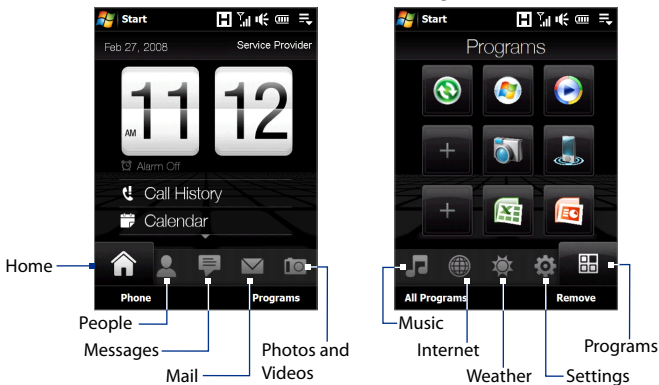 Start
H
Feb 27, 2008
Service Provider
AM 11 12
Alarm Off
Call History
Calendar
Phone
Programs
Home
People
Messages
Mail
Photos and
Videos
Start
H
Programs
All Programs
Remove
Music
Internet
Weather
Settings
Programs